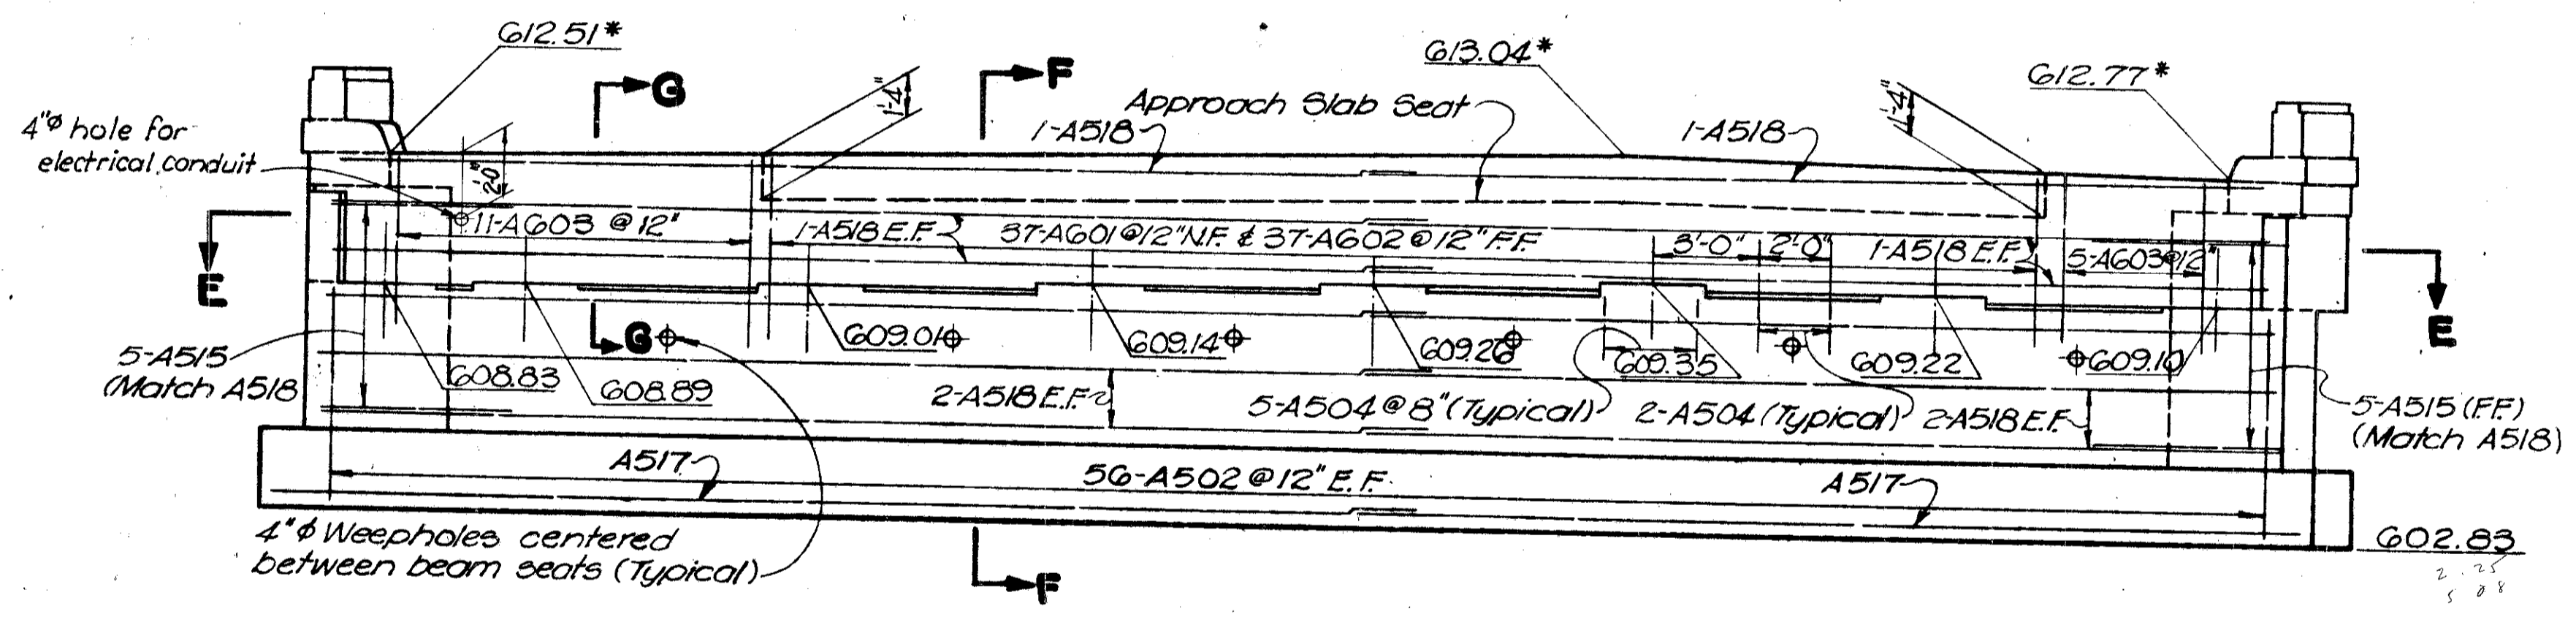 612.51*
613.04*
612.77*
4"ϕ hole for
electrical conduit
G
F
Approach Slab Seat
1'-4"
1'-4"
1-A518
1-A518
2'-0"
11-A603 @ 12"
1-A518 E.F.
37-A601@12"N.F. & 37-A602@12"F.F.
3'-0"
2'-0"
1-A518 E.F.
5-A603@12"
E
E
G
609.01
609.14
609.26
609.35
609.22
609.10
5-A515
(Match A518
608.83
608.89
2-A518 E.F.
5-A504@8"(Typical)
2-A504 (Typical)
2-A518 E.F.
5-A515 (F.F.)
(Match A518)
A517
56-A502@12"E.F.
A517
4"ϕ Weepholes centered
between beam seats (Typical)
F
602.83
2.25